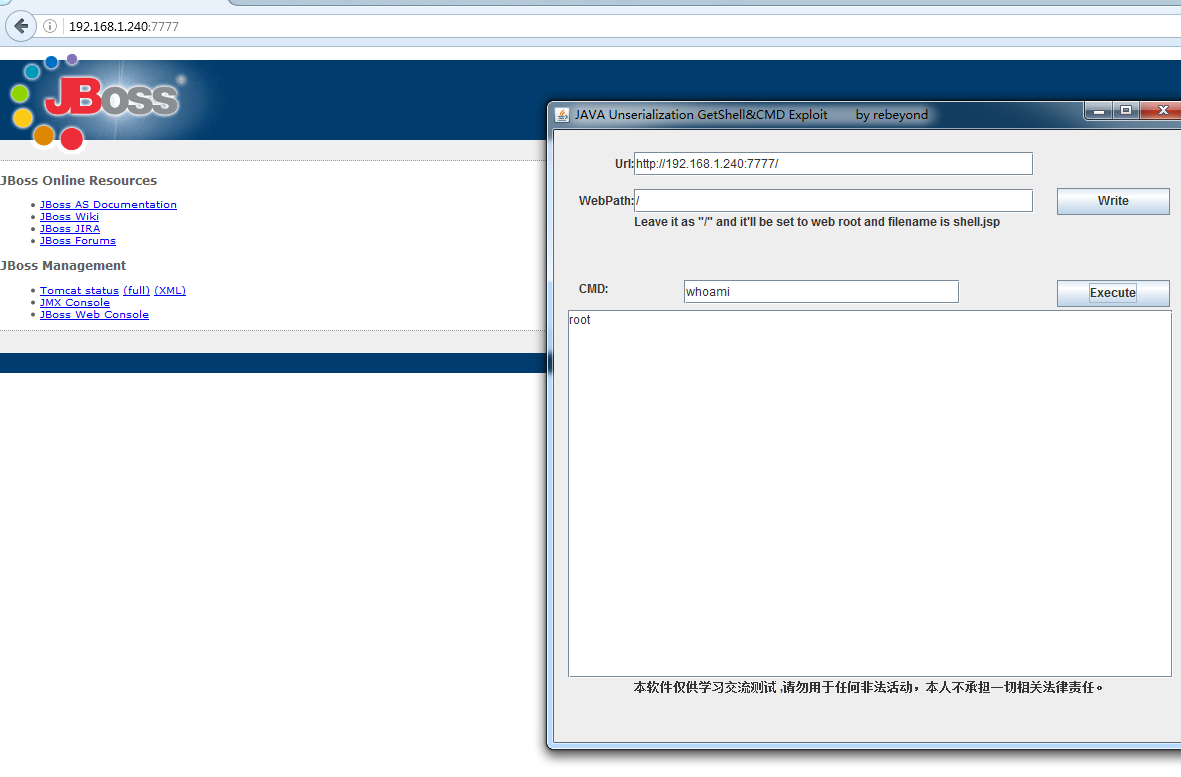 192.168.1.240:7777
JBoss®
JBoss Online Resources
JBoss AS Documentation
JBoss Wiki
JBoss JIRA
JBoss Forums
JBoss Management
Tomcat status (full) (XML)
JMX Console
JBoss Web Console
JAVA Unserialization GetShell&CMD Exploit by rebeyond
Url: http://192.168.1.240:7777/
WebPath: / Write
Leave it as "/" and it'll be set to web root and filename is shell.jsp
CMD: whoami Execute
root
本软件仅供学习交流测试,请勿用于任何非法活动，本人不承担一切相关法律责任。